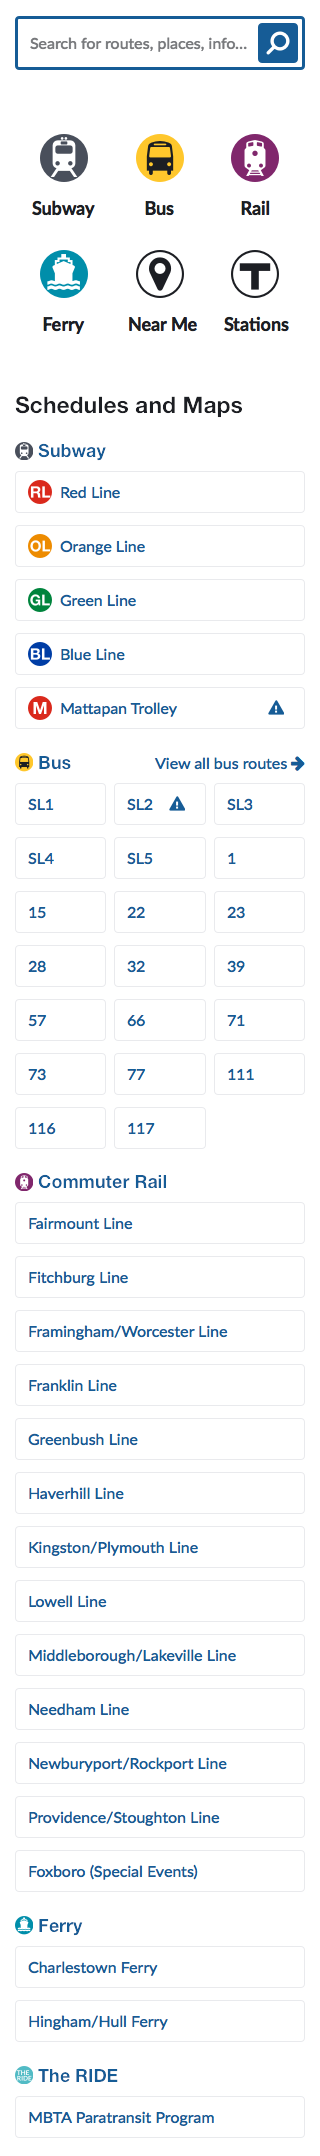 Search for routes, places, info...
Subway Bus Rail
Ferry Near Me Stations
Schedules and Maps
Subway
RL Red Line
OL Orange Line
GL Green Line
BL Blue Line
M Mattapan Trolley
Bus View all bus routes
SL1 SL2 SL3
SL4 SL5 1
15 22 23
28 32 39
57 66 71
73 77 111
116 117
Commuter Rail
Fairmount Line
Fitchburg Line
Framingham/Worcester Line
Franklin Line
Greenbush Line
Haverhill Line
Kingston/Plymouth Line
Lowell Line
Middleborough/Lakeville Line
Needham Line
Newburyport/Rockport Line
Providence/Stoughton Line
Foxboro (Special Events)
Ferry
Charlestown Ferry
Hingham/Hull Ferry
THE RIDE The RIDE
MBTA Paratransit Program